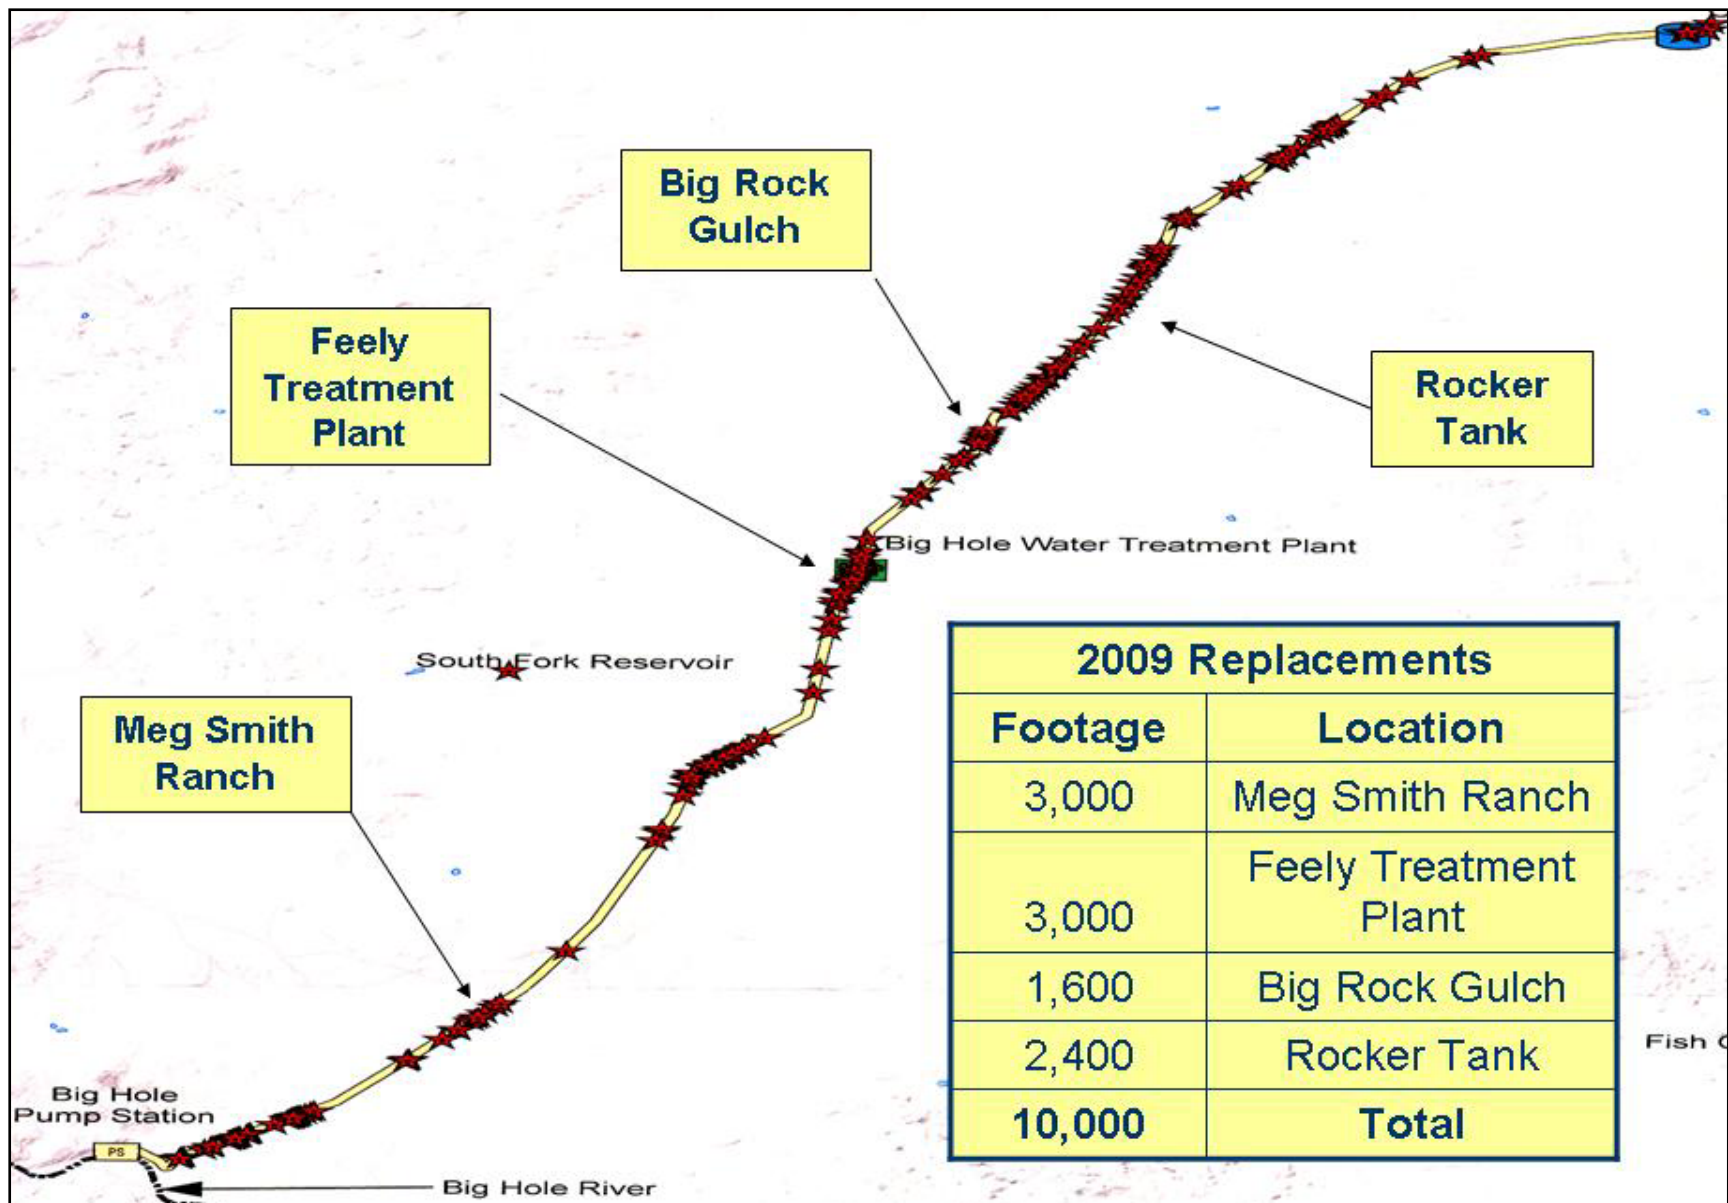 Big Rock
Gulch
Feely
Treatment
Plant
Rocker
Tank
Big Hole Water Treatment Plant
South Fork Reservoir
Meg Smith
Ranch
2009 Replacements
Footage Location
3,000 Meg Smith Ranch
3,000 Feely Treatment
Plant
1,600 Big Rock Gulch
2,400 Rocker Tank
10,000 Total
Fish
Big Hole
Pump Station
PS
Big Hole River